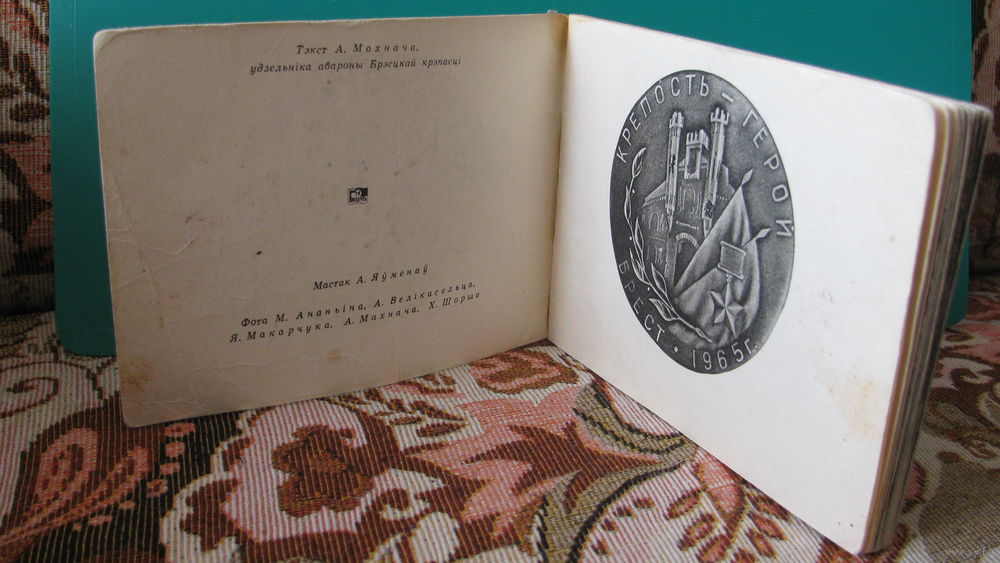 Тэкст А. Махнача,
удзельніка абароны Брэсцкай крэпасці
Мастак А. Яўменаў
Фота М. Ананьіна, А. Велікасельца,
Я. Макарчука, А. Махнача, Х. Шорша
КРЕПОСТЬ — ГЕРОЙ
БРЕСТ • 1965г.